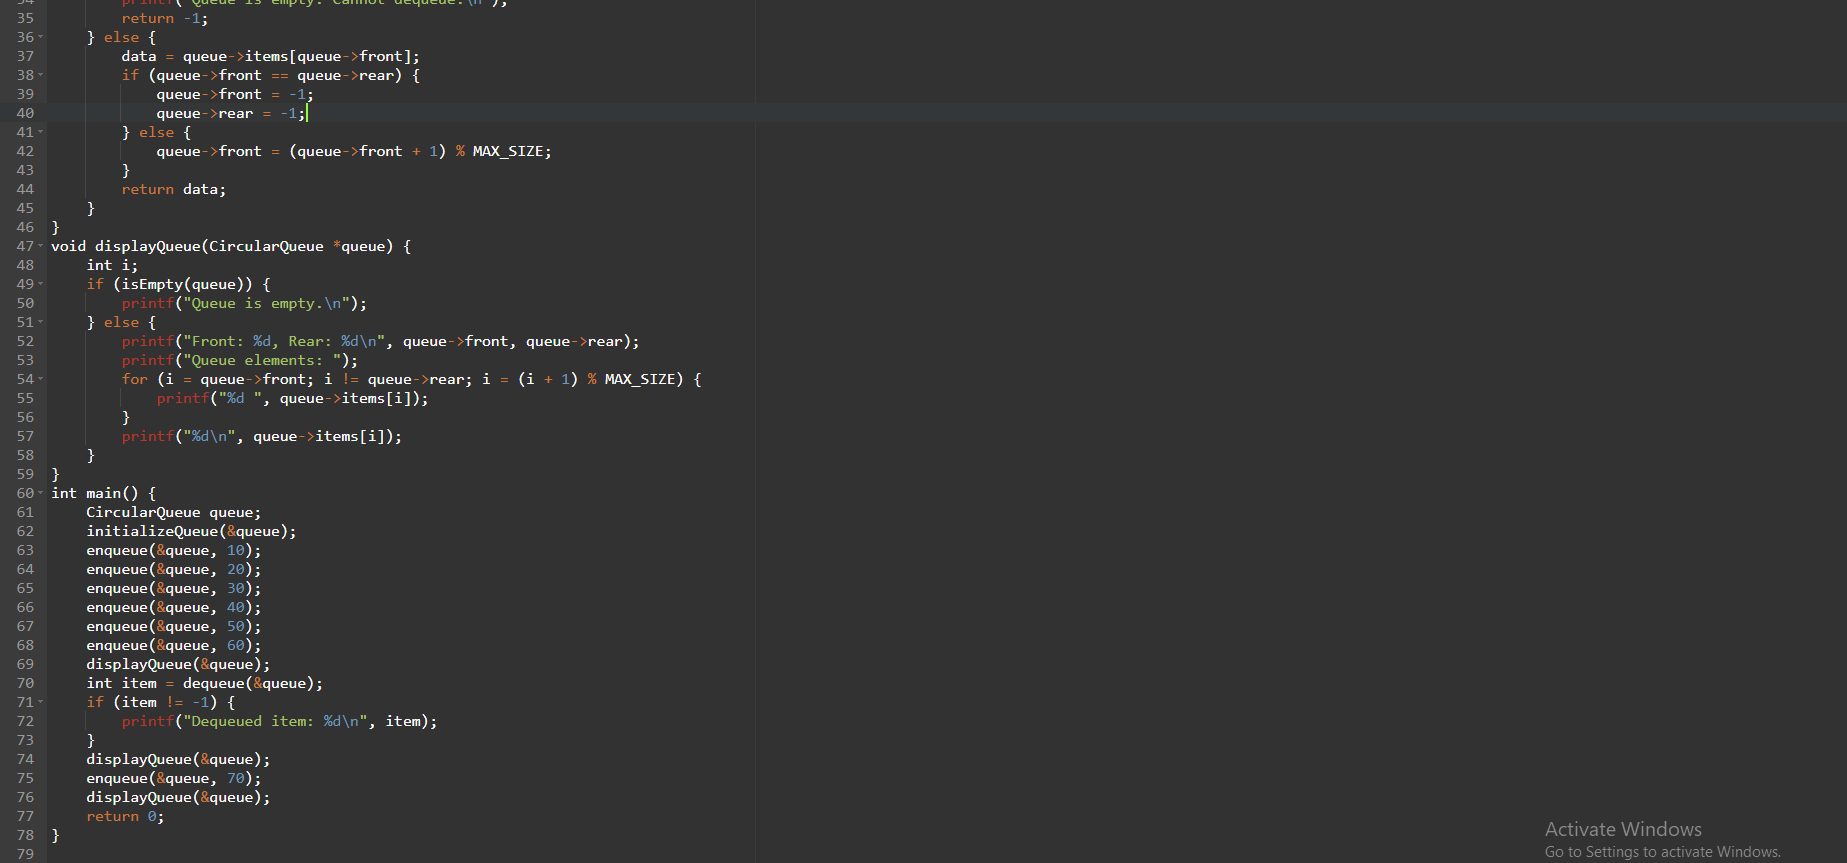 34 printf("Queue is empty. Cannot dequeue.\n");
35 return -1;
36 } else {
37 data = queue->items[queue->front];
38 if (queue->front == queue->rear) {
39 queue->front = -1;
40 queue->rear = -1;
41 } else {
42 queue->front = (queue->front + 1) % MAX_SIZE;
43 }
44 return data;
45 }
46 }
47 void displayQueue(CircularQueue *queue) {
48 int i;
49 if (isEmpty(queue)) {
50 printf("Queue is empty.\n");
51 } else {
52 printf("Front: %d, Rear: %d\n", queue->front, queue->rear);
53 printf("Queue elements: ");
54 for (i = queue->front; i != queue->rear; i = (i + 1) % MAX_SIZE) {
55 printf("%d ", queue->items[i]);
56 }
57 printf("%d\n", queue->items[i]);
58 }
59 }
60 int main() {
61 CircularQueue queue;
62 initializeQueue(&queue);
63 enqueue(&queue, 10);
64 enqueue(&queue, 20);
65 enqueue(&queue, 30);
66 enqueue(&queue, 40);
67 enqueue(&queue, 50);
68 enqueue(&queue, 60);
69 displayQueue(&queue);
70 int item = dequeue(&queue);
71 if (item != -1) {
72 printf("Dequeued item: %d\n", item);
73 }
74 displayQueue(&queue);
75 enqueue(&queue, 70);
76 displayQueue(&queue);
77 return 0;
78 }
79
Activate Windows
Go to Settings to activate Windows.